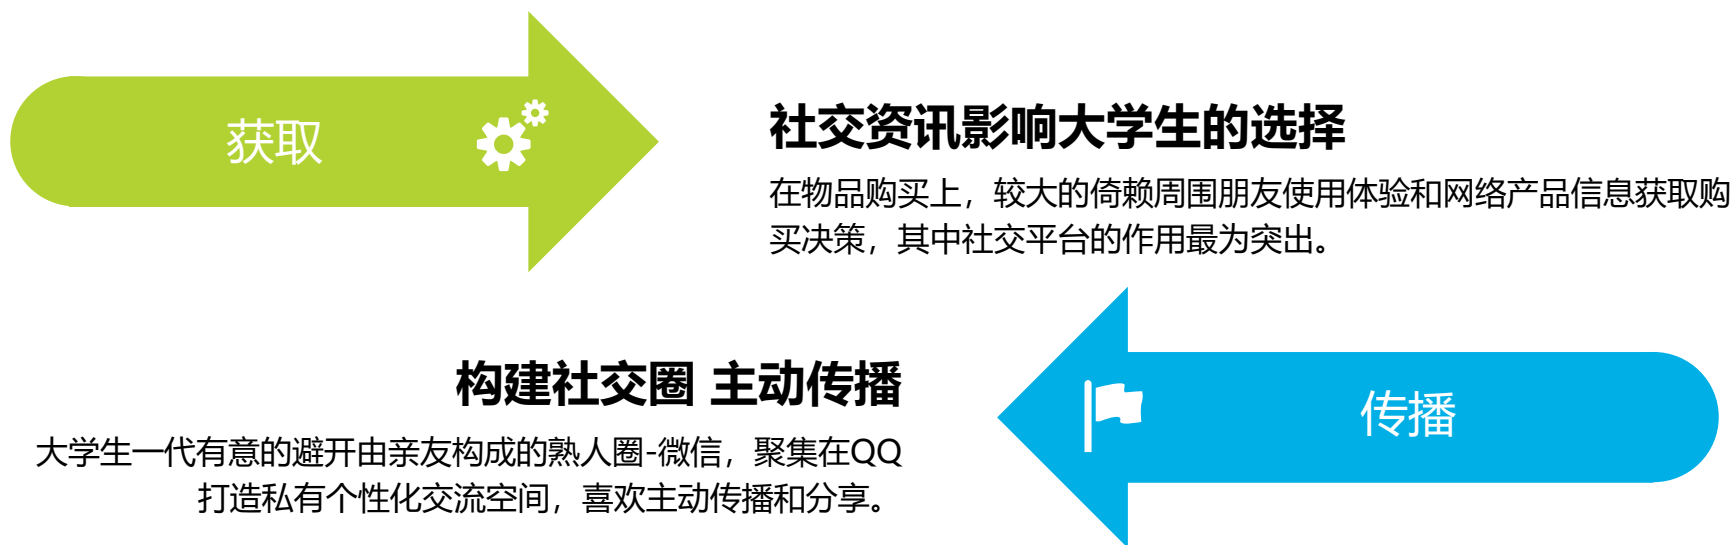 获取
社交资讯影响大学生的选择
在物品购买上，较大的倚赖周围朋友使用体验和网络产品信息获取购
买决策，其中社交平台的作用最为突出。
构建社交圈 主动传播
大学生一代有意的避开由亲友构成的熟人圈-微信，聚集在QQ
打造私有个性化交流空间，喜欢主动传播和分享。
传播